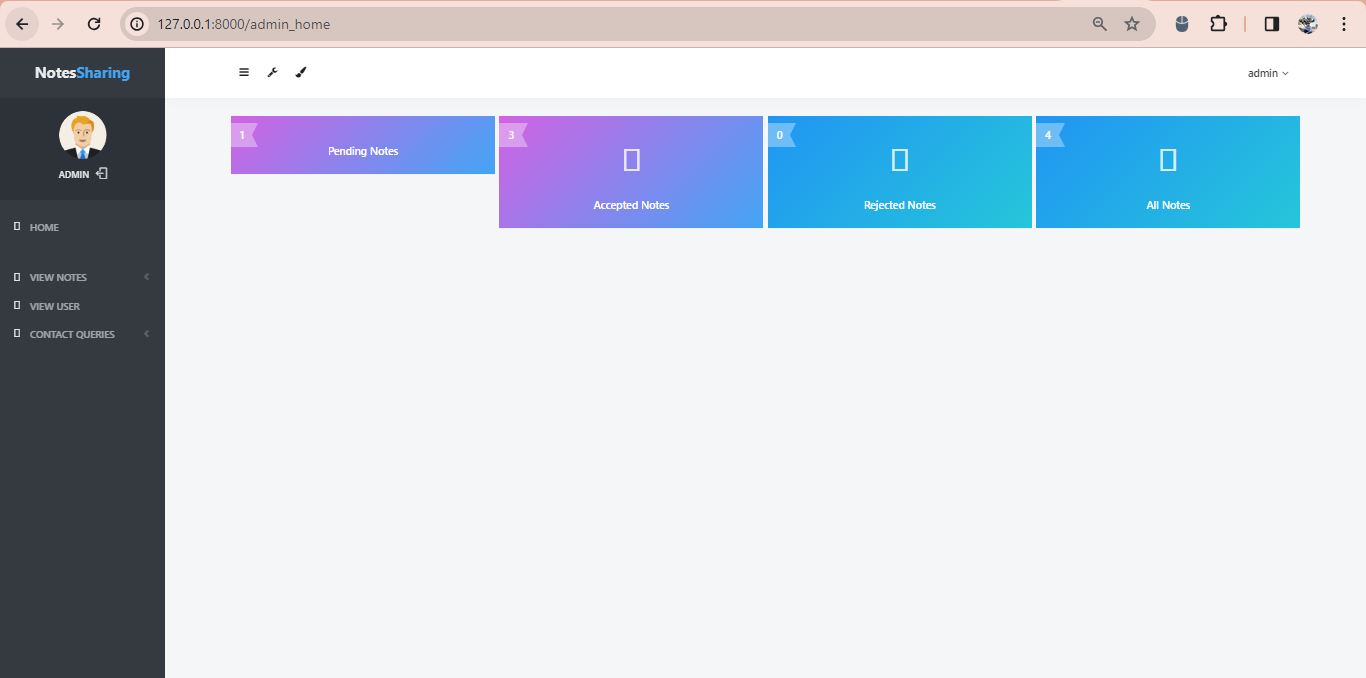 127.0.0.1:8000/admin_home
NotesSharing
admin
ADMIN
HOME
VIEW NOTES
VIEW USER
CONTACT QUERIES
1
Pending Notes
3
Accepted Notes
0
Rejected Notes
4
All Notes